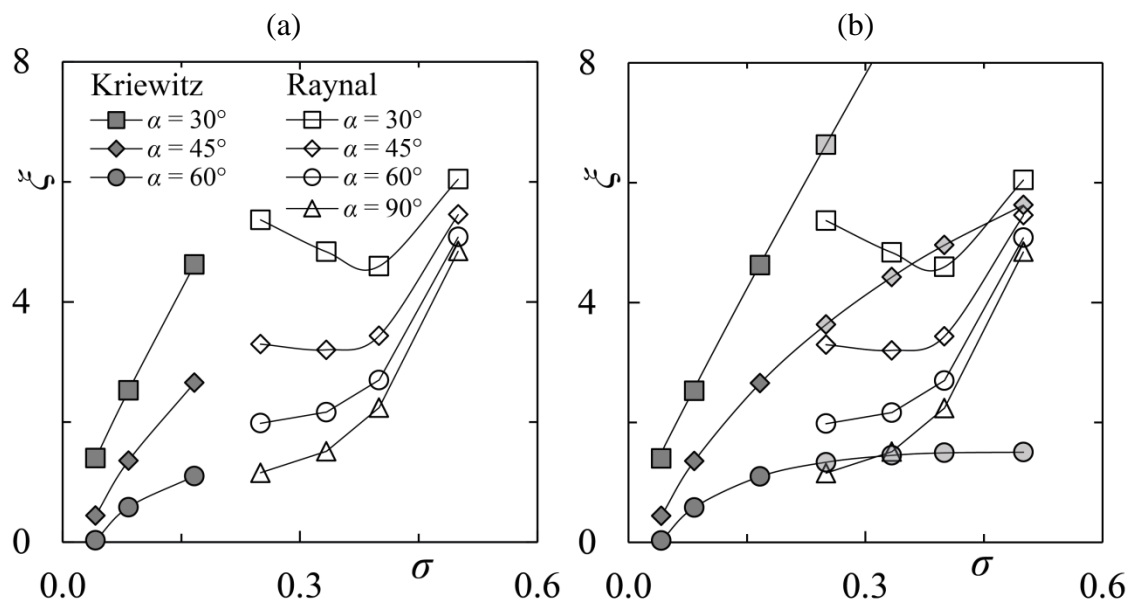 (a)
8
Kriewitz
α = 30°
α = 45°
α = 60°
Raynal
α = 30°
α = 45°
α = 60°
α = 90°
ξ
4
0
0.0
0.3
σ
0.6
(b)
8
ξ
4
0
0.0
0.3
σ
0.6